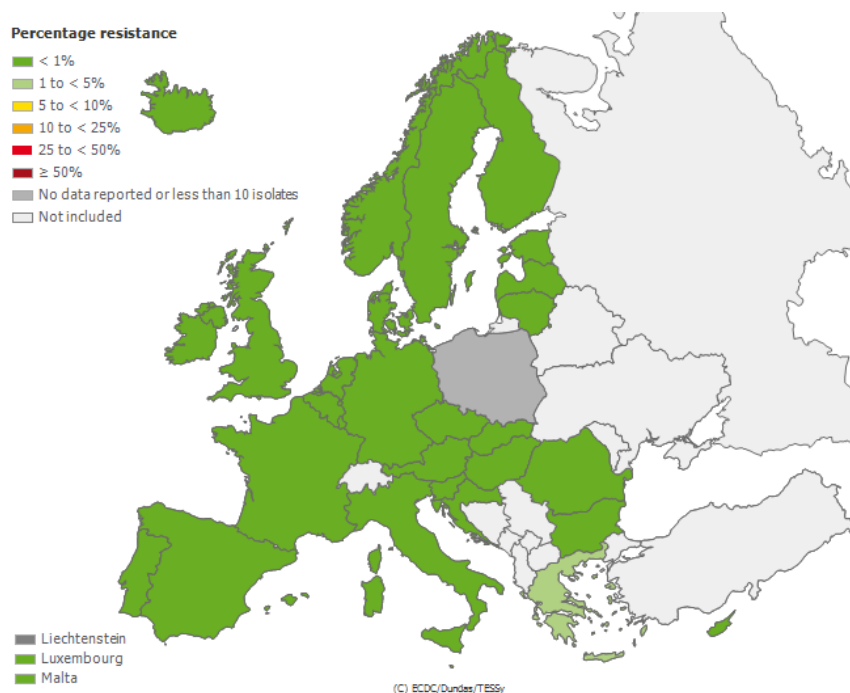 Percentage resistance
< 1%
1 to < 5%
5 to < 10%
10 to < 25%
25 to < 50%
≥ 50%
No data reported or less than 10 isolates
Not included
Liechtenstein
Luxembourg
Malta
(C) ECDC/Dundas/TESSy